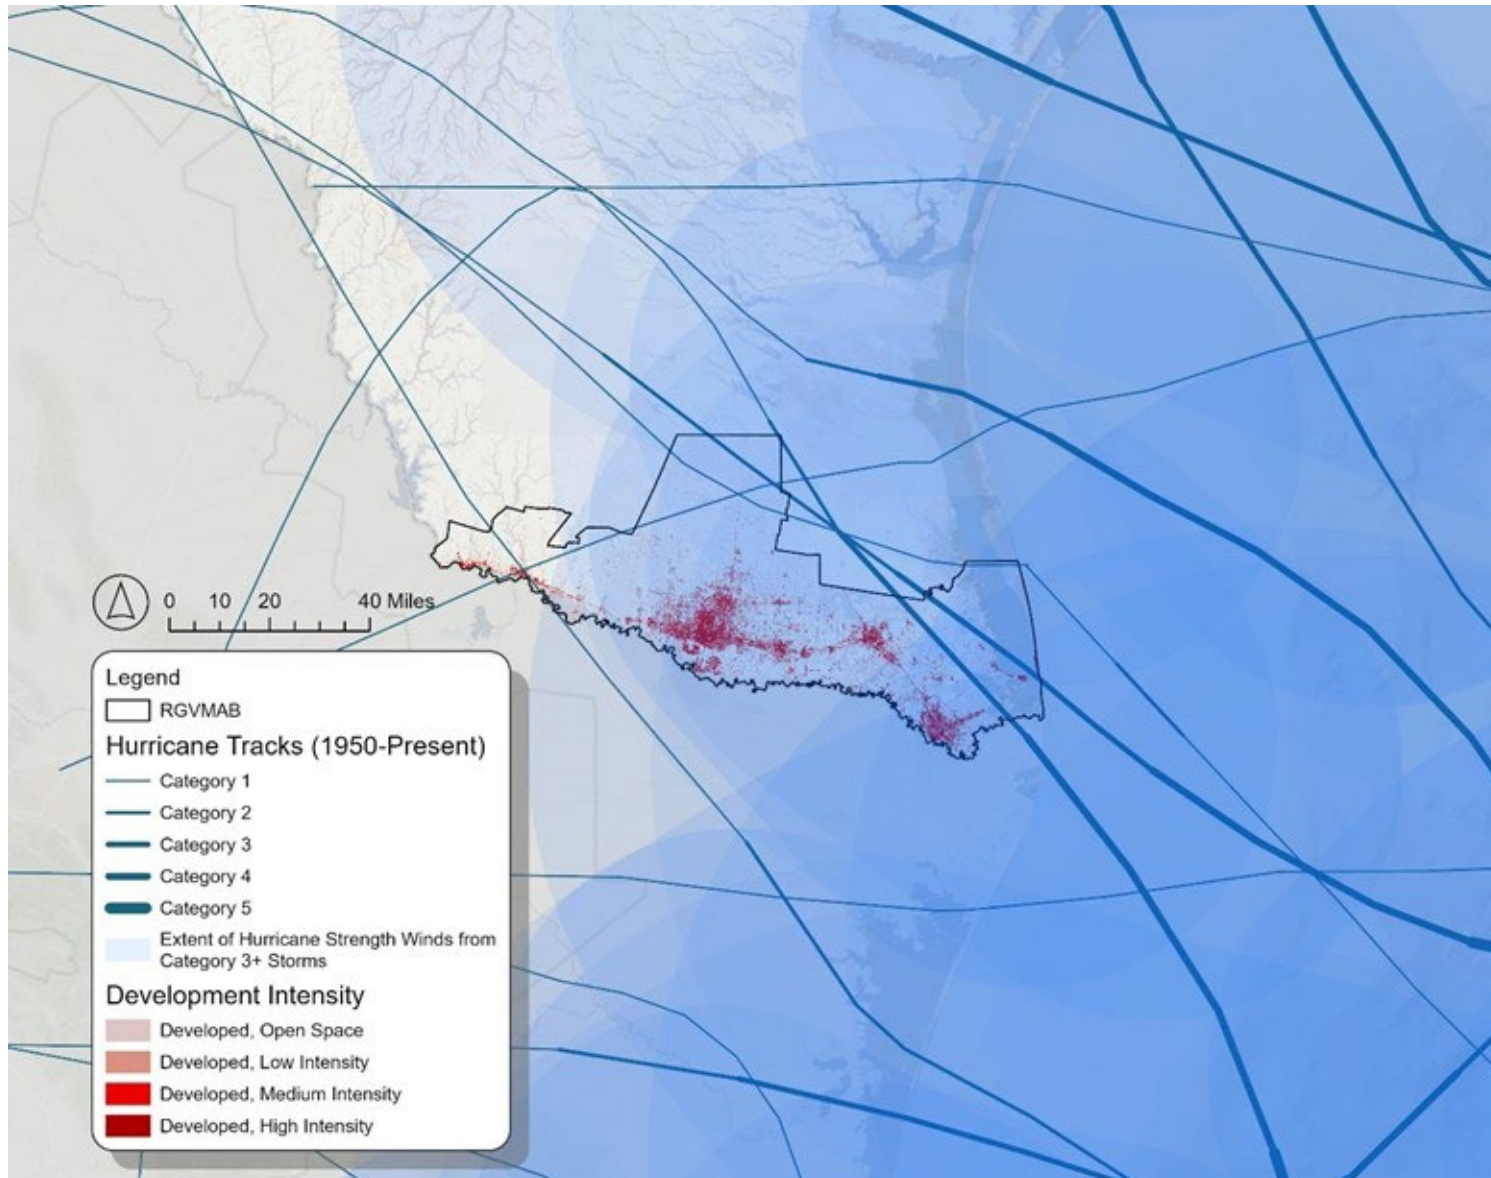 0 10 20 40 Miles
Legend
RGVMAB
Hurricane Tracks (1950-Present)
Category 1
Category 2
Category 3
Category 4
Category 5
Extent of Hurricane Strength Winds from
Category 3+ Storms
Development Intensity
Developed, Open Space
Developed, Low Intensity
Developed, Medium Intensity
Developed, High Intensity